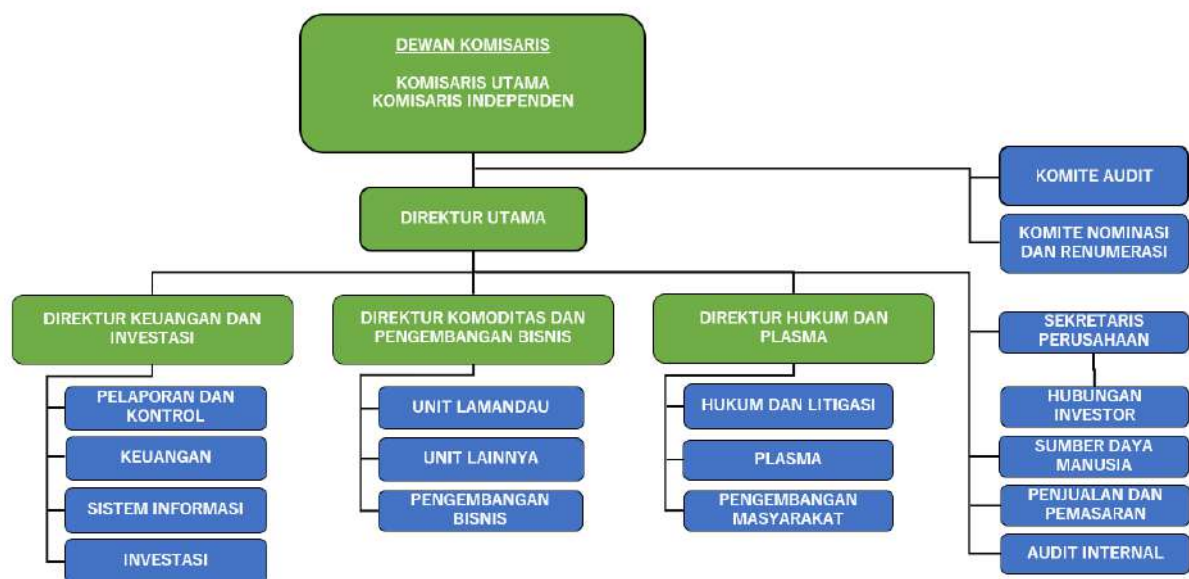 DEWAN KOMISARIS
KOMISARIS UTAMA
KOMISARIS INDEPENDEN
KOMITE AUDIT
DIREKTUR UTAMA
KOMITE NOMINASI
DAN RENUMERASI
DIREKTUR KEUANGAN DAN
INVESTASI
DIREKTUR KOMODITAS DAN
PENGEMBANGAN BISNIS
DIREKTUR HUKUM DAN
PLASMA
SEKRETARIS
PERUSAHAAN
PELAPORAN DAN
KONTROL
KEUANGAN
SISTEM INFORMASI
INVESTASI
UNIT LAMANDAU
UNIT LAINNYA
PENGEMBANGAN
BISNIS
HUKUM DAN LITIGASI
PLASMA
PENGEMBANGAN
MASYARAKAT
HUBUNGAN
INVESTOR
SUMBER DAYA
MANUSIA
PENJUALAN DAN
PEMASARAN
AUDIT INTERNAL